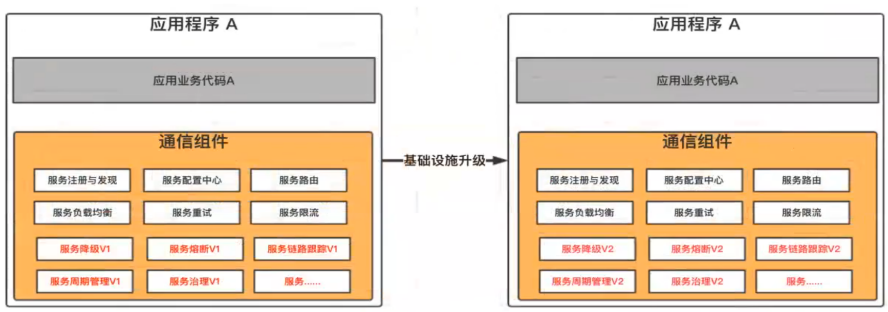 应用程序 A
应用业务代码A
通信组件
服务注册与发现 服务配置中心 服务路由
服务负载均衡 服务重试 服务限流
服务降级V1 服务熔断V1 服务链路跟踪V1
服务周期管理V1 服务治理V1 服务......
基础设施升级
应用程序 A
应用业务代码A
通信组件
服务注册与发现 服务配置中心 服务路由
服务负载均衡 服务重试 服务限流
服务降级V2 服务熔断V2 服务链路跟踪V2
服务周期管理V2 服务治理V2 服务......